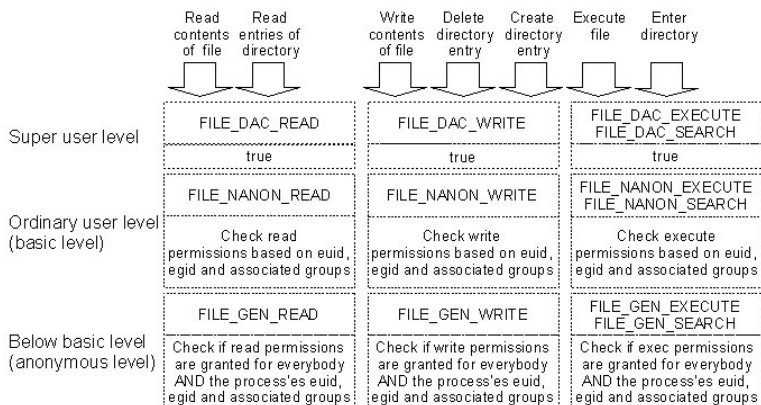 Read
contents
of file
Read
entries of
directory
Write
contents
of file
Delete
directory
entry
Create
directory
entry
Execute
file
Enter
directory
Super user level
FILE_DAC_READ
true
FILE_DAC_WRITE
true
FILE_DAC_EXECUTE
FILE_DAC_SEARCH
true
Ordinary user level
(basic level)
FILE_NANON_READ
Check read
permissions based on euid,
egid and associated groups
FILE_NANON_WRITE
Check write
permissions based on euid,
egid and associated groups
FILE_NANON_EXECUTE
FILE_NANON_SEARCH
Check execute
permissions based on euid,
egid and associated groups
Below basic level
(anonymous level)
FILE_GEN_READ
Check if read permissions
are granted for everybody
AND the process'es euid,
egid and associated groups
FILE_GEN_WRITE
Check if write permissions
are granted for everybody
AND the process'es euid,
egid and associated groups
FILE_GEN_EXECUTE
FILE_GEN_SEARCH
Check if exec permissions
are granted for everybody
AND the process'es euid,
egid and associated groups